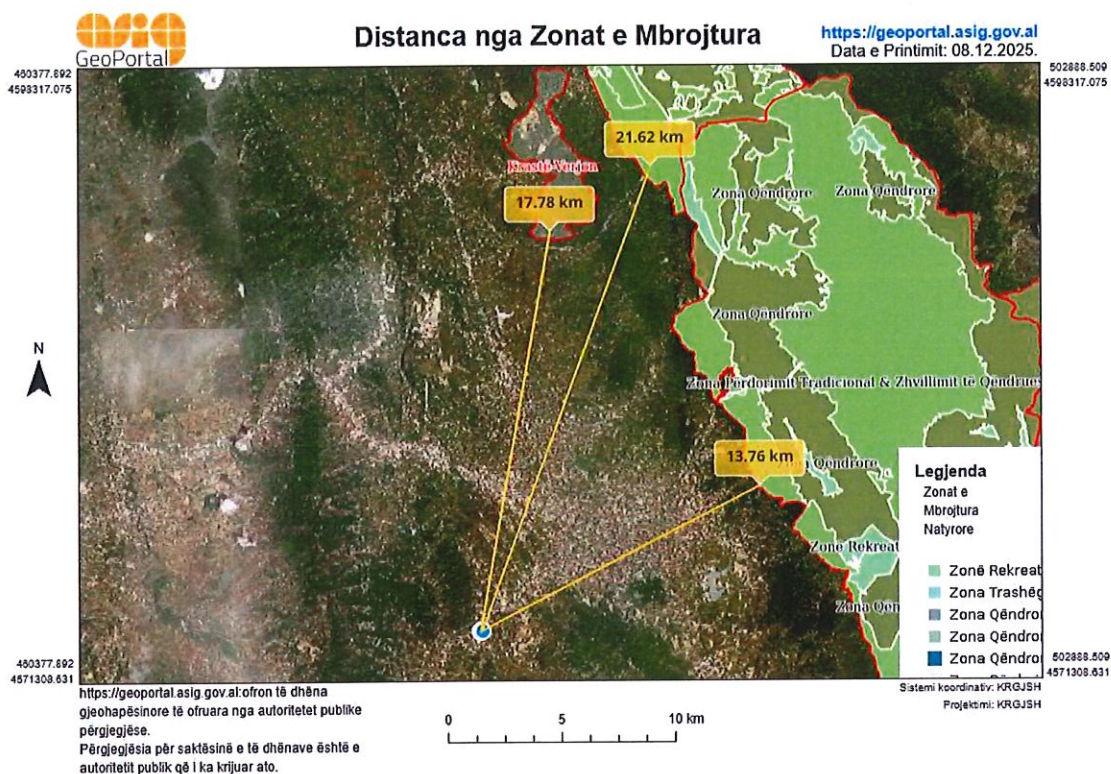 asig
GeoPortal
Distanca nga Zonat e Mbrojtura
https://geoportal.asig.gov.al
Data e Printimit: 08.12.2025.
460377.892
4598317.075
502888.509
4598317.075
21.62 km
Krastë-Verjon
17.78 km
Zona Qëndrore
Zona Qëndrore
Zona Qëndrore
Zona Përdorimit Tradicional & Zhvillimit të Qëndrues
13.76 km
Qëndrore
Zonë Rekreat
Zona Qën
N
Legjenda
Zonat e
Mbrojtura
Natyrore
Zonë Rekreat
Zona Trashëg
Zona Qëndror
Zona Qëndror
Zona Qëndror
460377.892
4571308.631
502888.509
4571308.631
https://geoportal.asig.gov.al:ofron të dhëna
gjeohapësinore të ofruara nga autoritetet publike
përgjegjëse.
Përgjegjësia për saktësinë e të dhënave është e
autoritetit publik që i ka krijuar ato.
0 5 10 km
Sistemi koordinativ: KRGJSH
Projektimi: KRGJSH